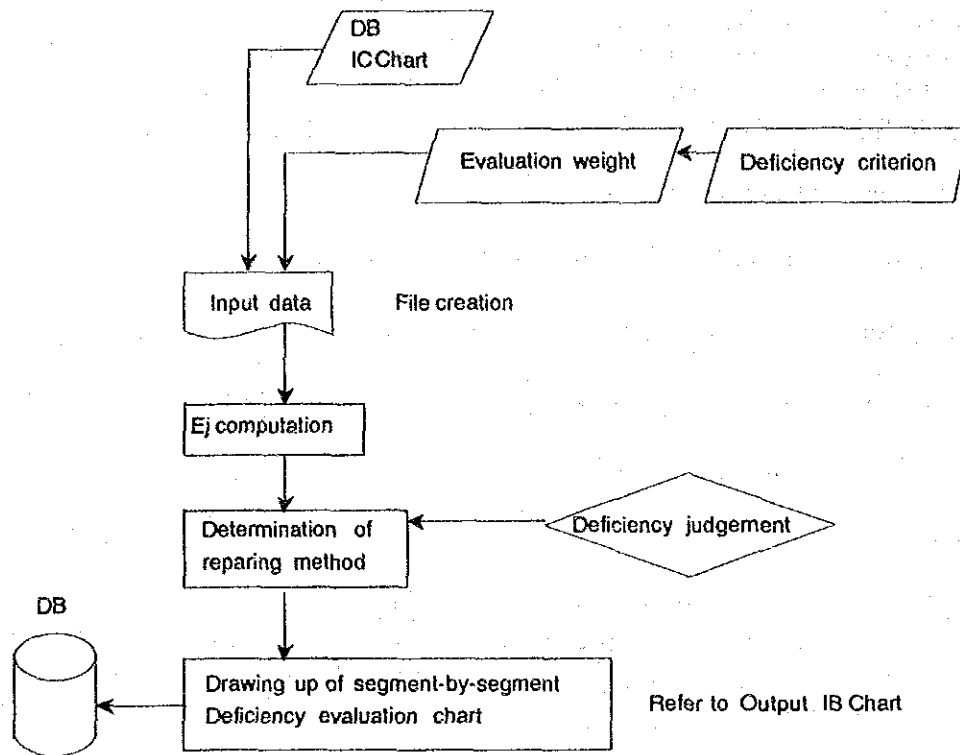 DB
IC Chart
Evaluation weight
Deficiency criterion
Input data
File creation
Ej computation
Determination of
reparing method
Deficiency judgement
DB
Drawing up of segment-by-segment
Deficiency evaluation chart
Refer to Output IB Chart